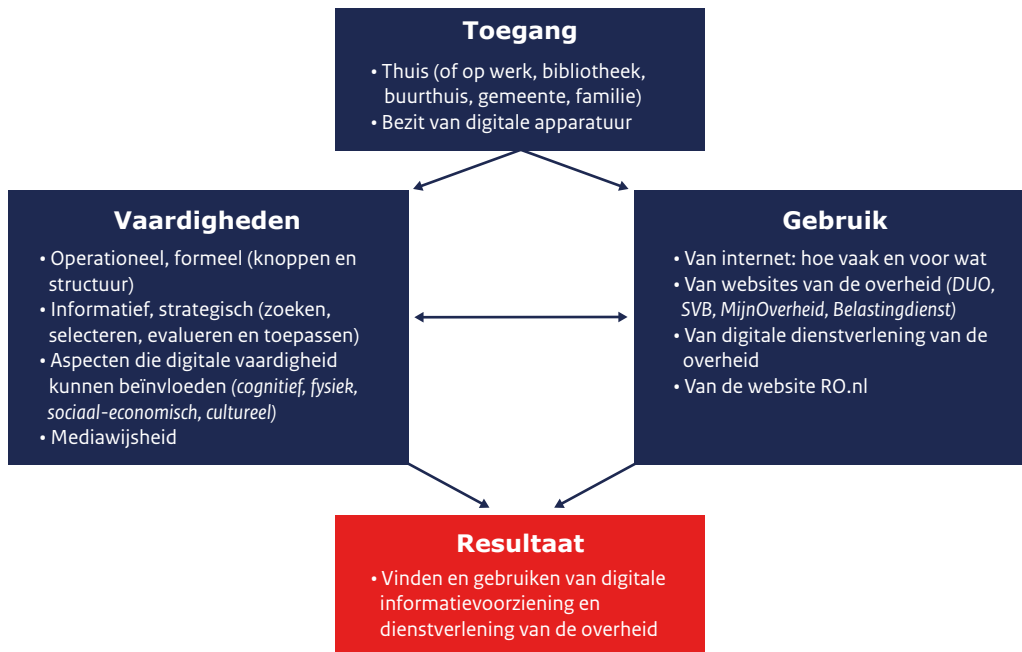 Toegang
• Thuis (of op werk, bibliotheek,
buurthuis, gemeente, familie)
• Bezit van digitale apparatuur
Vaardigheden
• Operationeel, formeel (knoppen en
structuur)
• Informatief, strategisch (zoeken,
selecteren, evalueren en toepassen)
• Aspecten die digitale vaardigheid
kunnen beïnvloeden (cognitief, fysiek,
sociaal-economisch, cultureel)
• Mediawijsheid
Gebruik
• Van internet: hoe vaak en voor wat
• Van websites van de overheid (DUO,
SVB, MijnOverheid, Belastingdienst)
• Van digitale dienstverlening van de
overheid
• Van de website RO.nl
Resultaat
• Vinden en gebruiken van digitale
informatievoorziening en
dienstverlening van de overheid